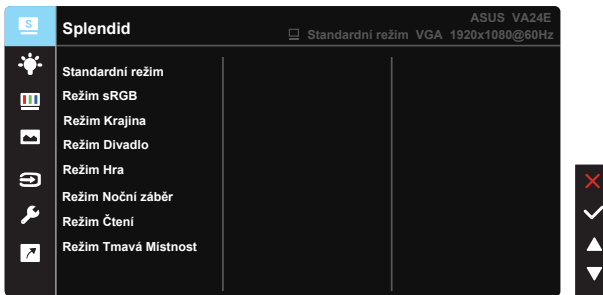 S
Splendid
ASUS VA24E
Standardní režim VGA 1920x1080@60Hz
Standardní režim
Režim sRGB
Režim Krajina
Režim Divadlo
Režim Hra
Režim Noční záběr
Režim Čtení
Režim Tmavá Místnost